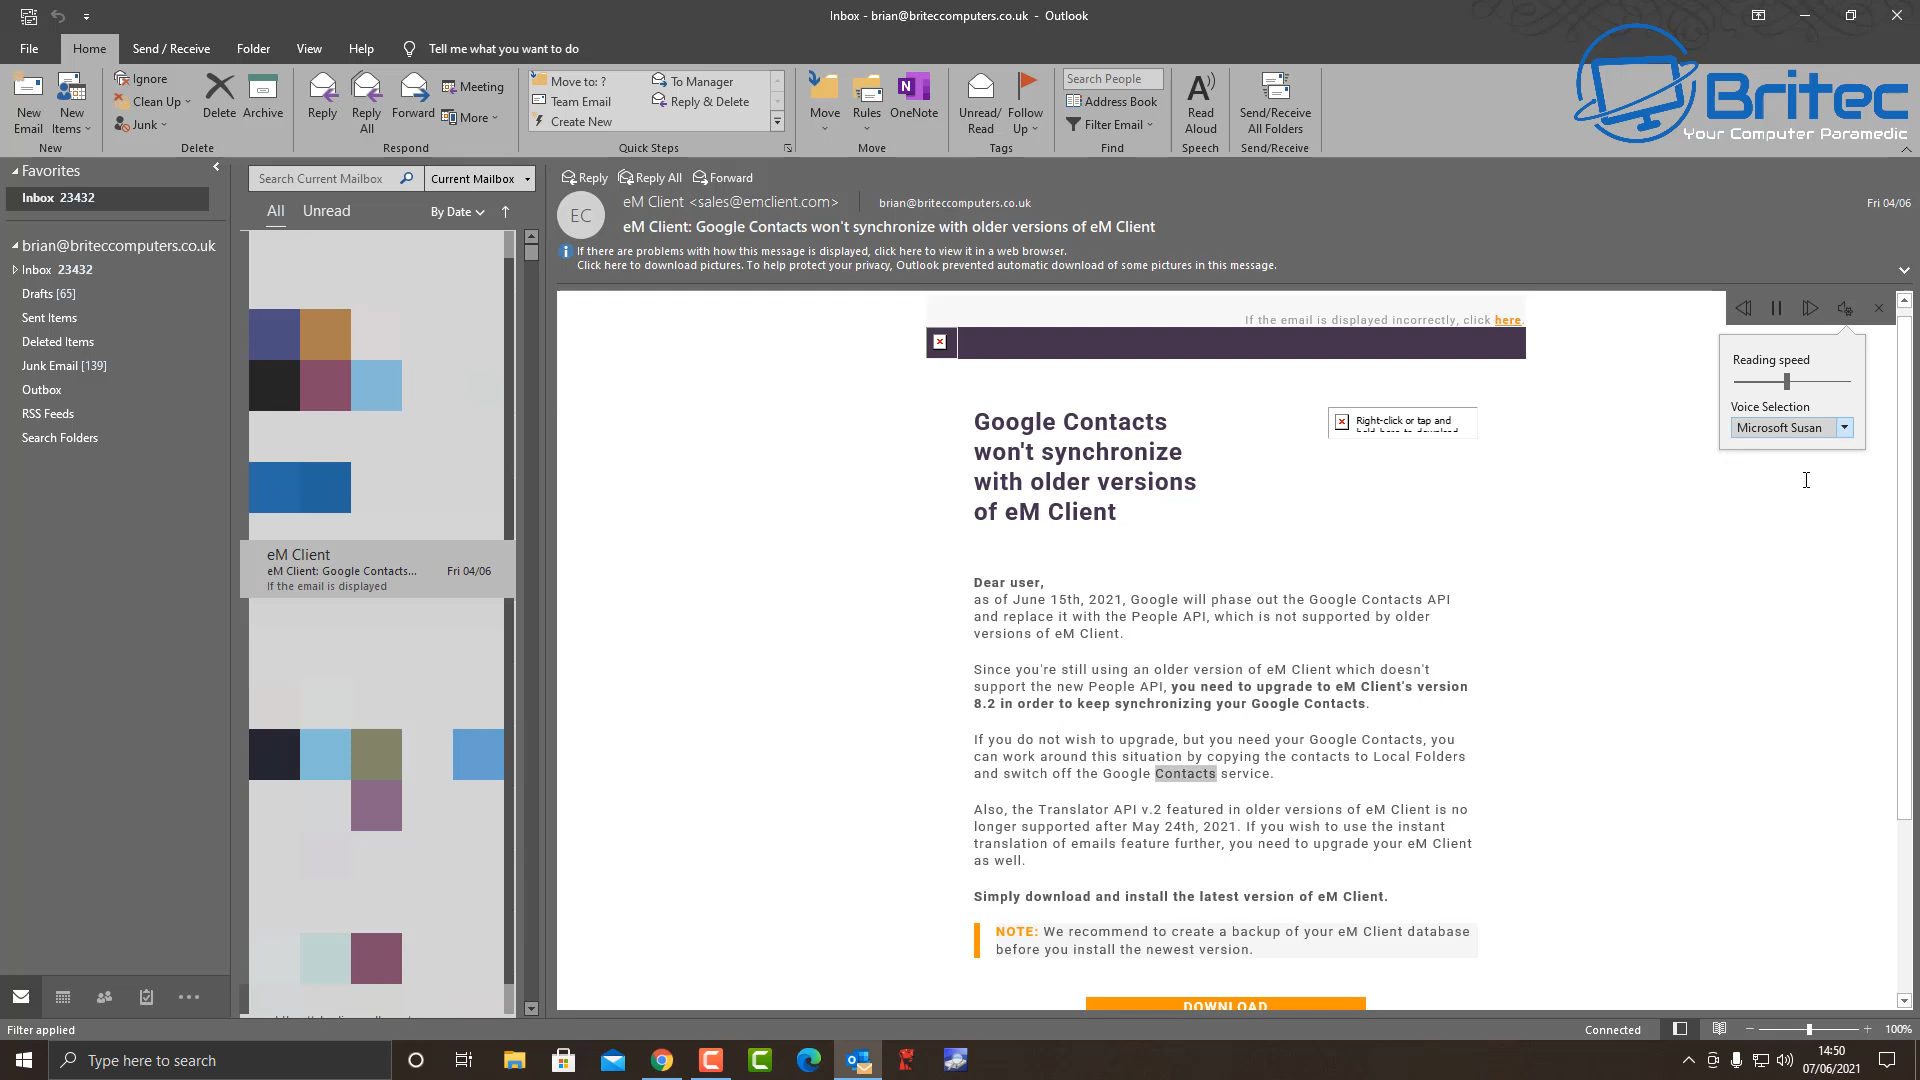 Inbox - brian@briteccomputers.co.uk - Outlook
File Home Send / Receive Folder View Help Tell me what you want to do
New Email
New Items
New
Ignore
Clean Up
Junk
Delete
Archive
Delete
Reply
Reply All
Forward
Meeting
More
Respond
Move to: ?
Team Email
Create New
To Manager
Reply & Delete
Quick Steps
Move
Rules
OneNote
Move
Unread/ Read
Follow Up
Tags
Search People
Address Book
Filter Email
Find
Read Aloud
Speech
Send/Receive All Folders
Send/Receive
Britec
Your Computer Paramedic
Favorites
Inbox 23432
brian@briteccomputers.co.uk
Inbox 23432
Drafts [65]
Sent Items
Deleted Items
Junk Email [139]
Outbox
RSS Feeds
Search Folders
Search Current Mailbox
Current Mailbox
All Unread By Date
eM Client
eM Client: Google Contacts... Fri 04/06
If the email is displayed
Reply Reply All Forward
EC
eM Client <sales@emclient.com> brian@briteccomputers.co.uk Fri 04/06
eM Client: Google Contacts won't synchronize with older versions of eM Client
If there are problems with how this message is displayed, click here to view it in a web browser.
Click here to download pictures. To help protect your privacy, Outlook prevented automatic download of some pictures in this message.
If the email is displayed incorrectly, click here.
Reading speed
Voice Selection
Microsoft Susan
Google Contacts
won't synchronize
with older versions
of eM Client
Right-click or tap and
Dear user,
as of June 15th, 2021, Google will phase out the Google Contacts API
and replace it with the People API, which is not supported by older
versions of eM Client.
Since you're still using an older version of eM Client which doesn't
support the new People API, you need to upgrade to eM Client's version
8.2 in order to keep synchronizing your Google Contacts.
If you do not wish to upgrade, but you need your Google Contacts, you
can work around this situation by copying the contacts to Local Folders
and switch off the Google Contacts service.
Also, the Translator API v.2 featured in older versions of eM Client is no
longer supported after May 24th, 2021. If you wish to use the instant
translation of emails feature further, you need to upgrade your eM Client
as well.
Simply download and install the latest version of eM Client.
NOTE: We recommend to create a backup of your eM Client database
before you install the newest version.
DOWNLOAD
Filter applied
Connected
100%
Type here to search
14:50
07/06/2021